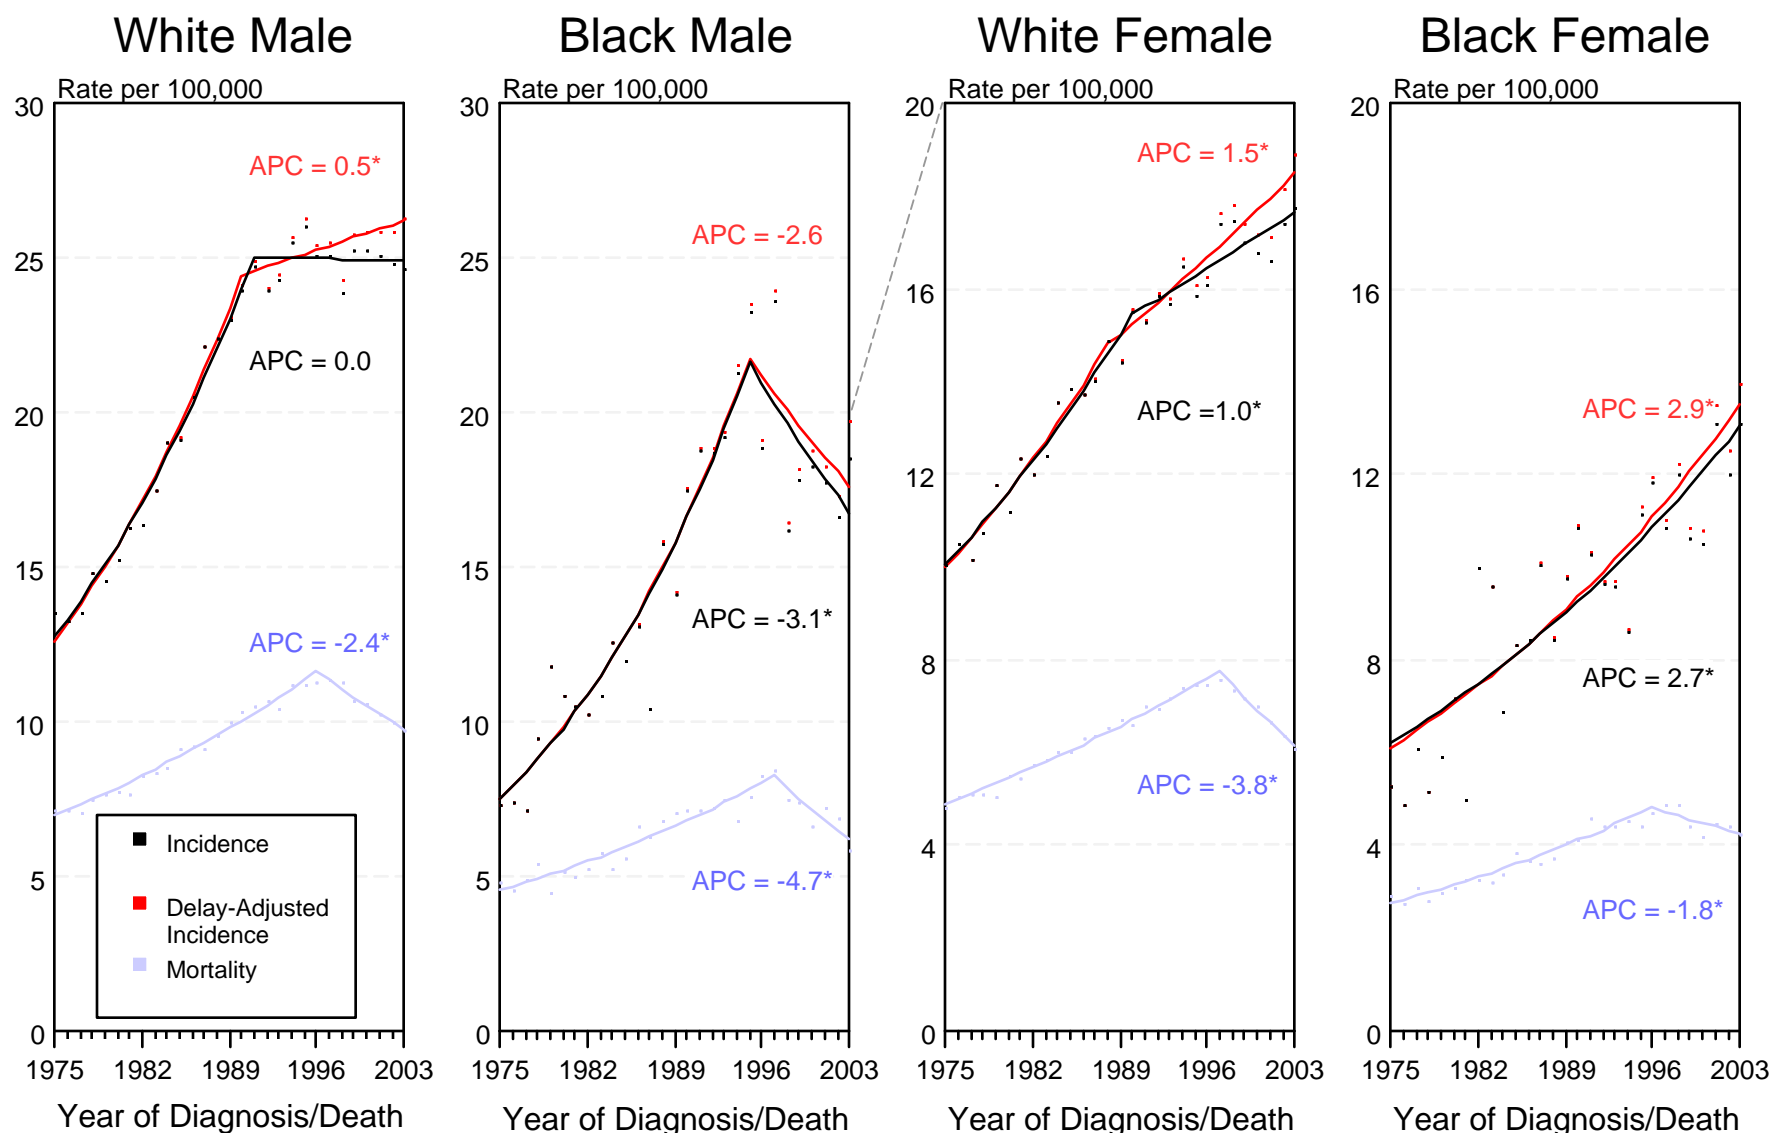 White Male
Black Male
White Female
Black Female
Rate per 100,000
Rate per 100,000
Rate per 100,000
Rate per 100,000
30
25
20
15
10
5
0
APC = 0.5*
APC = 0.0
APC = -2.4*
Incidence
Delay-Adjusted
Incidence
Mortality
1975
1982
1989
1996
2003
Year of Diagnosis/Death
30
25
20
15
10
5
0
APC = -2.6
APC = -3.1*
APC = -4.7*
1975
1982
1989
1996
2003
Year of Diagnosis/Death
20
16
12
8
4
0
APC = 1.5*
APC =1.0*
APC = -3.8*
1975
1982
1989
1996
2003
Year of Diagnosis/Death
20
16
12
8
4
0
APC = 2.9*
APC = 2.7*
APC = -1.8*
1975
1982
1989
1996
2003
Year of Diagnosis/Death